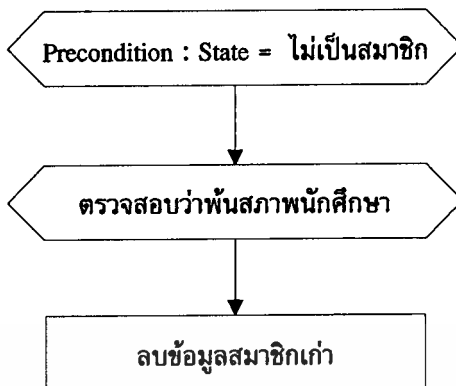 Precondition : State = ไม่เป็นสมาชิก
ตรวจสอบว่าพ้นสภาพนักศึกษา
ลบข้อมูลสมาชิกเก่า